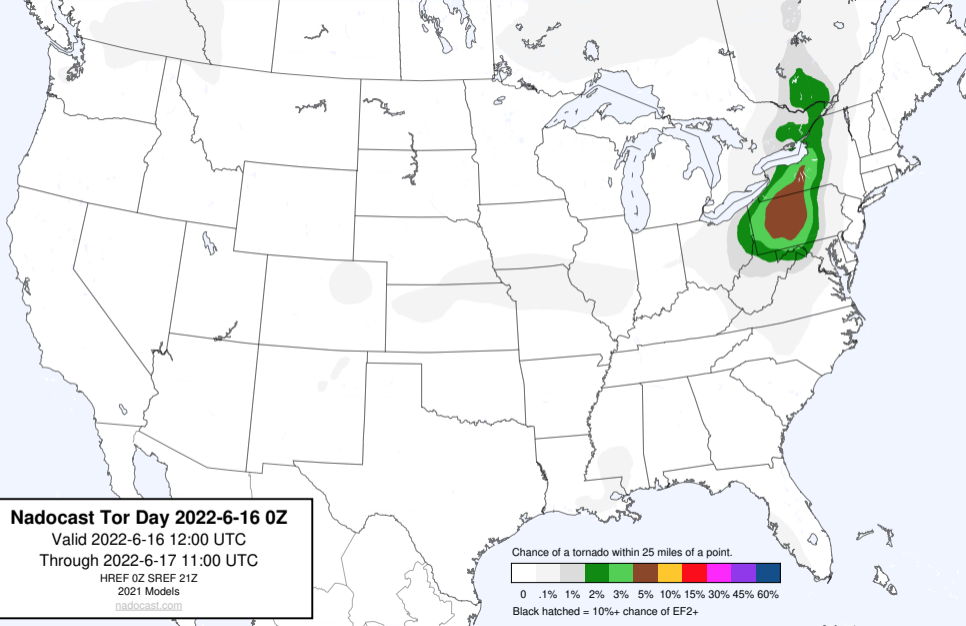 Nadocast Tor Day 2022-6-16 0Z
Valid 2022-6-16 12:00 UTC
Through 2022-6-17 11:00 UTC
HREF 0Z SREF 21Z
2021 Models
nadocast.com
Chance of a tornado within 25 miles of a point.
0 .1% 1% 2% 3% 5% 10% 15% 30% 45% 60%
Black hatched = 10%+ chance of EF2+